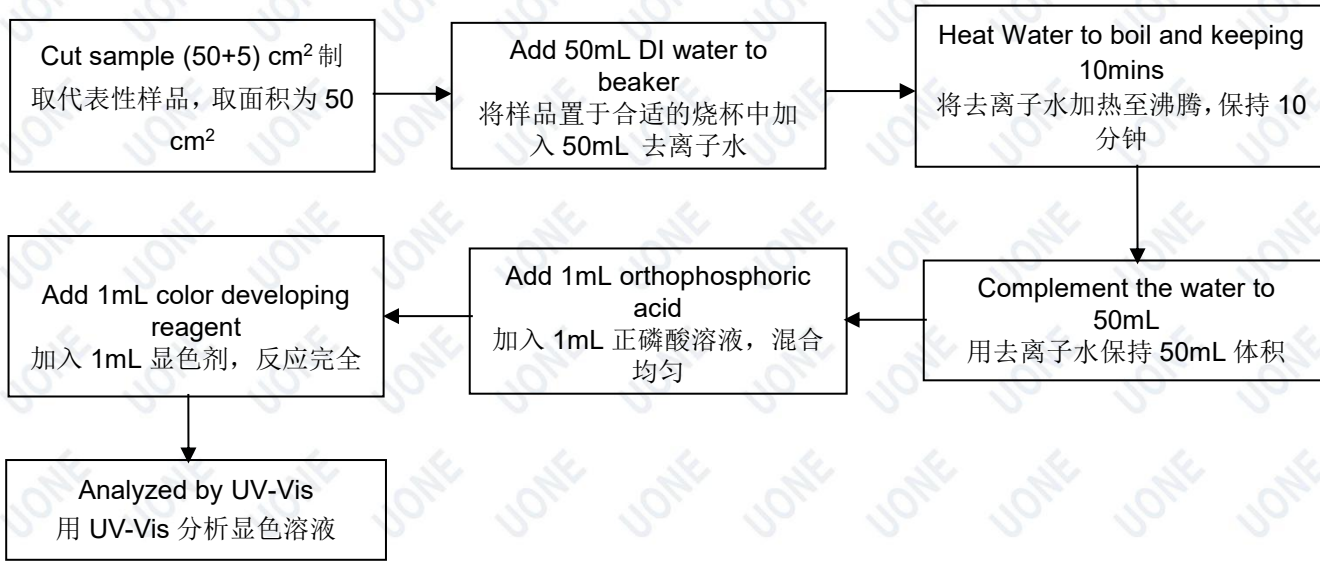 Cut sample (50+5) cm² 制
取代表性样品，取面积为 50
cm²
Add 50mL DI water to
beaker
将样品置于合适的烧杯中加
入 50mL 去离子水
Heat Water to boil and keeping
10mins
将去离子水加热至沸腾，保持 10
分钟
Complement the water to
50mL
用去离子水保持 50mL 体积
Add 1mL orthophosphoric
acid
加入 1mL 正磷酸溶液，混合
均匀
Add 1mL color developing
reagent
加入 1mL 显色剂，反应完全
Analyzed by UV-Vis
用 UV-Vis 分析显色溶液